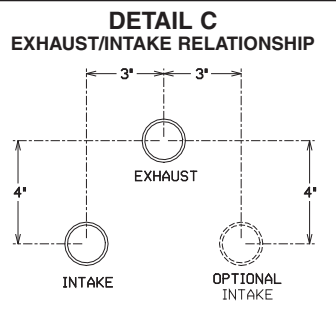 DETAIL C
EXHAUST/INTAKE RELATIONSHIP
3" 3"
EXHAUST
4" 4"
INTAKE
OPTIONAL
INTAKE